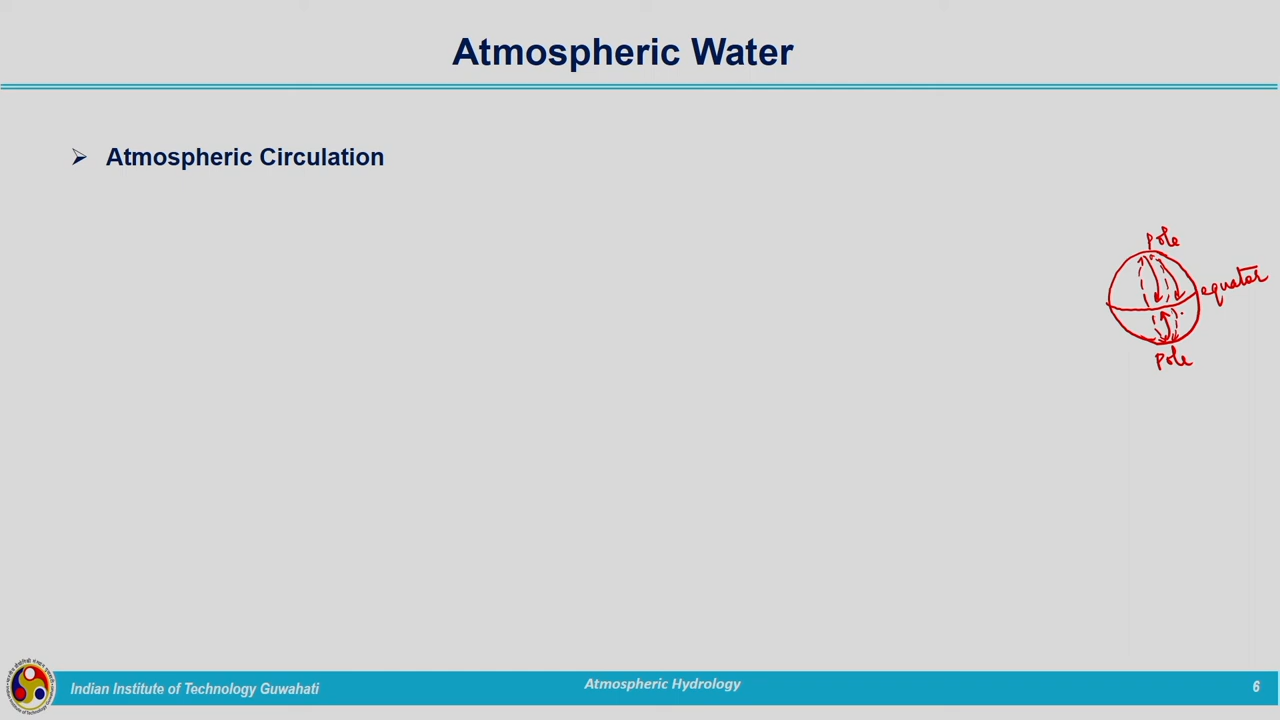 Atmospheric Water
Atmospheric Circulation
pole
equator
pole
Indian Institute of Technology Guwahati
Atmospheric Hydrology
6